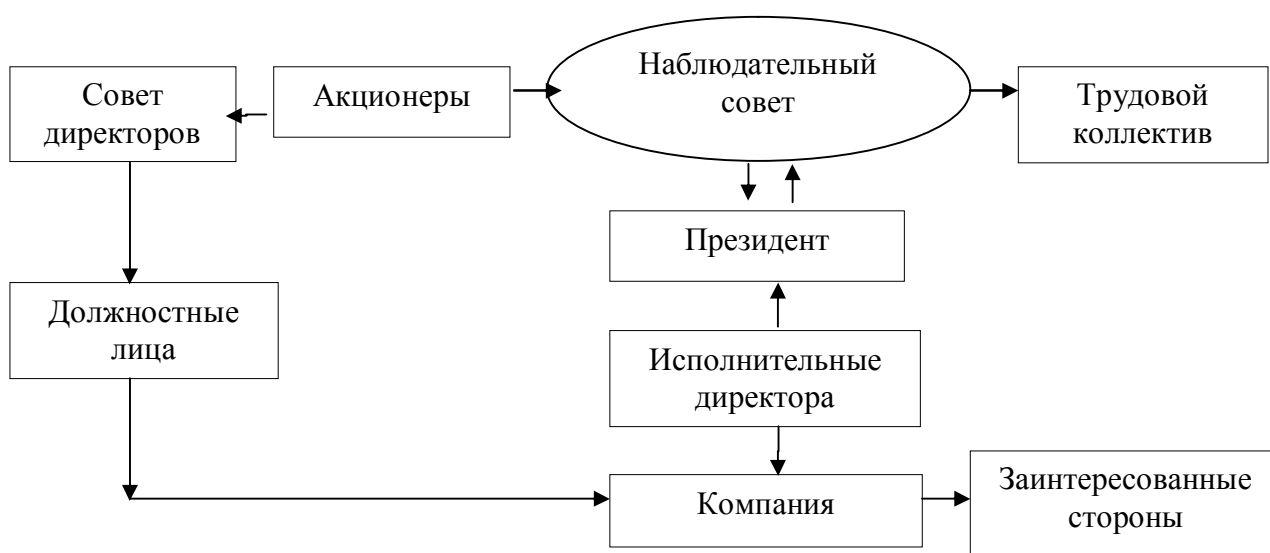 Совет
директоров
Акционеры
Наблюдательный
совет
Трудовой
коллектив
Президент
Должностные
лица
Исполнительные
директора
Компания
Заинтересованные
стороны